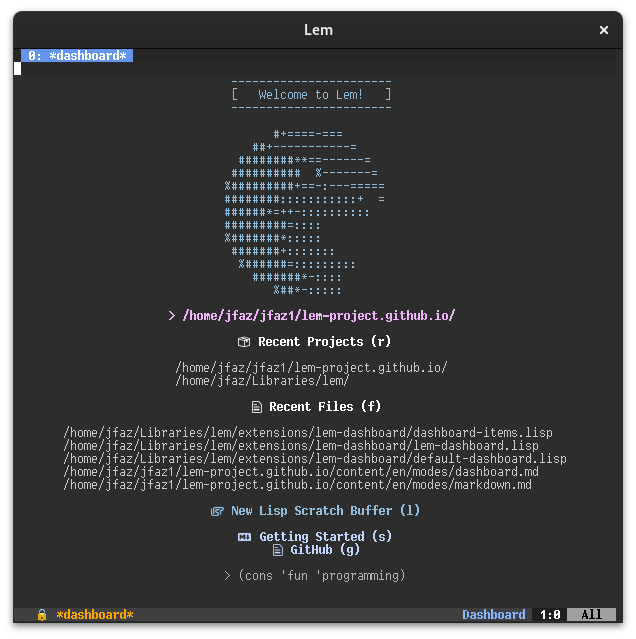 Lem
0: *dashboard*
-----------------------
[   Welcome to Lem!   ]
-----------------------
#+====-===
##+-----------=
########**==------=
##########  %-------=
%#########+==-:---=====
########:::::::::::+  =
######*=++-::::::::::
#########=::::
%#######*:::::
#######+:::::::
%######=:::::::::
#######*-::::
%##*-:::::
> /home/jfaz/jfaz1/lem-project.github.io/
Recent Projects (r)
/home/jfaz/jfaz1/lem-project.github.io/
/home/jfaz/Libraries/lem/
Recent Files (f)
/home/jfaz/Libraries/lem/extensions/lem-dashboard/dashboard-items.lisp
/home/jfaz/Libraries/lem/extensions/lem-dashboard/lem-dashboard.lisp
/home/jfaz/Libraries/lem/extensions/lem-dashboard/default-dashboard.lisp
/home/jfaz/jfaz1/lem-project.github.io/content/en/modes/dashboard.md
/home/jfaz/jfaz1/lem-project.github.io/content/en/modes/markdown.md
New Lisp Scratch Buffer (l)
Getting Started (s)
GitHub (g)
> (cons 'fun 'programming)
*dashboard* Dashboard 1:0 All